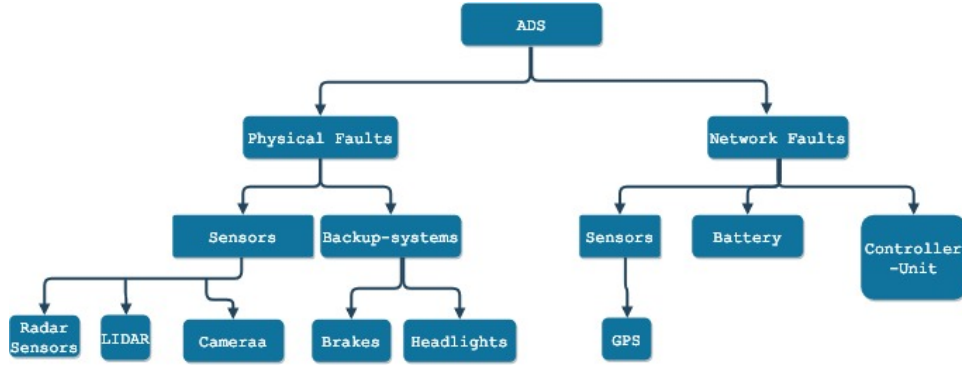 ADS
Physical Faults
Network Faults
Sensors
Backup-systems
Sensors
Battery
Controller
-Unit
Radar
Sensors
LIDAR
Cameraa
Brakes
Headlights
GPS